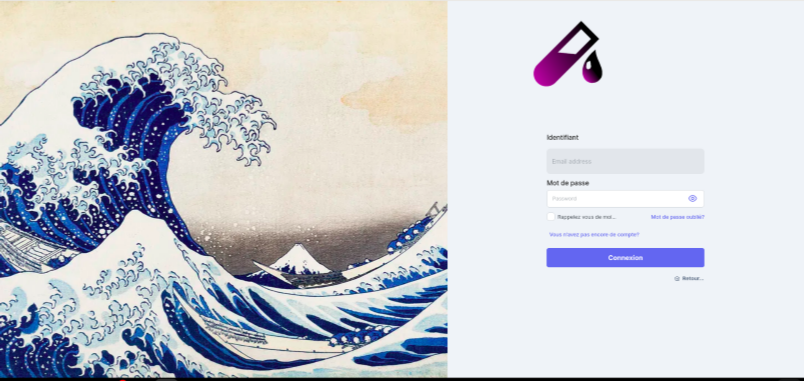 Identifiant
Email address
Mot de passe
Password
Rappelez vous de moi...
Mot de passe oublié?
Vous n'avez pas encore de compte?
Connexion
Retour...